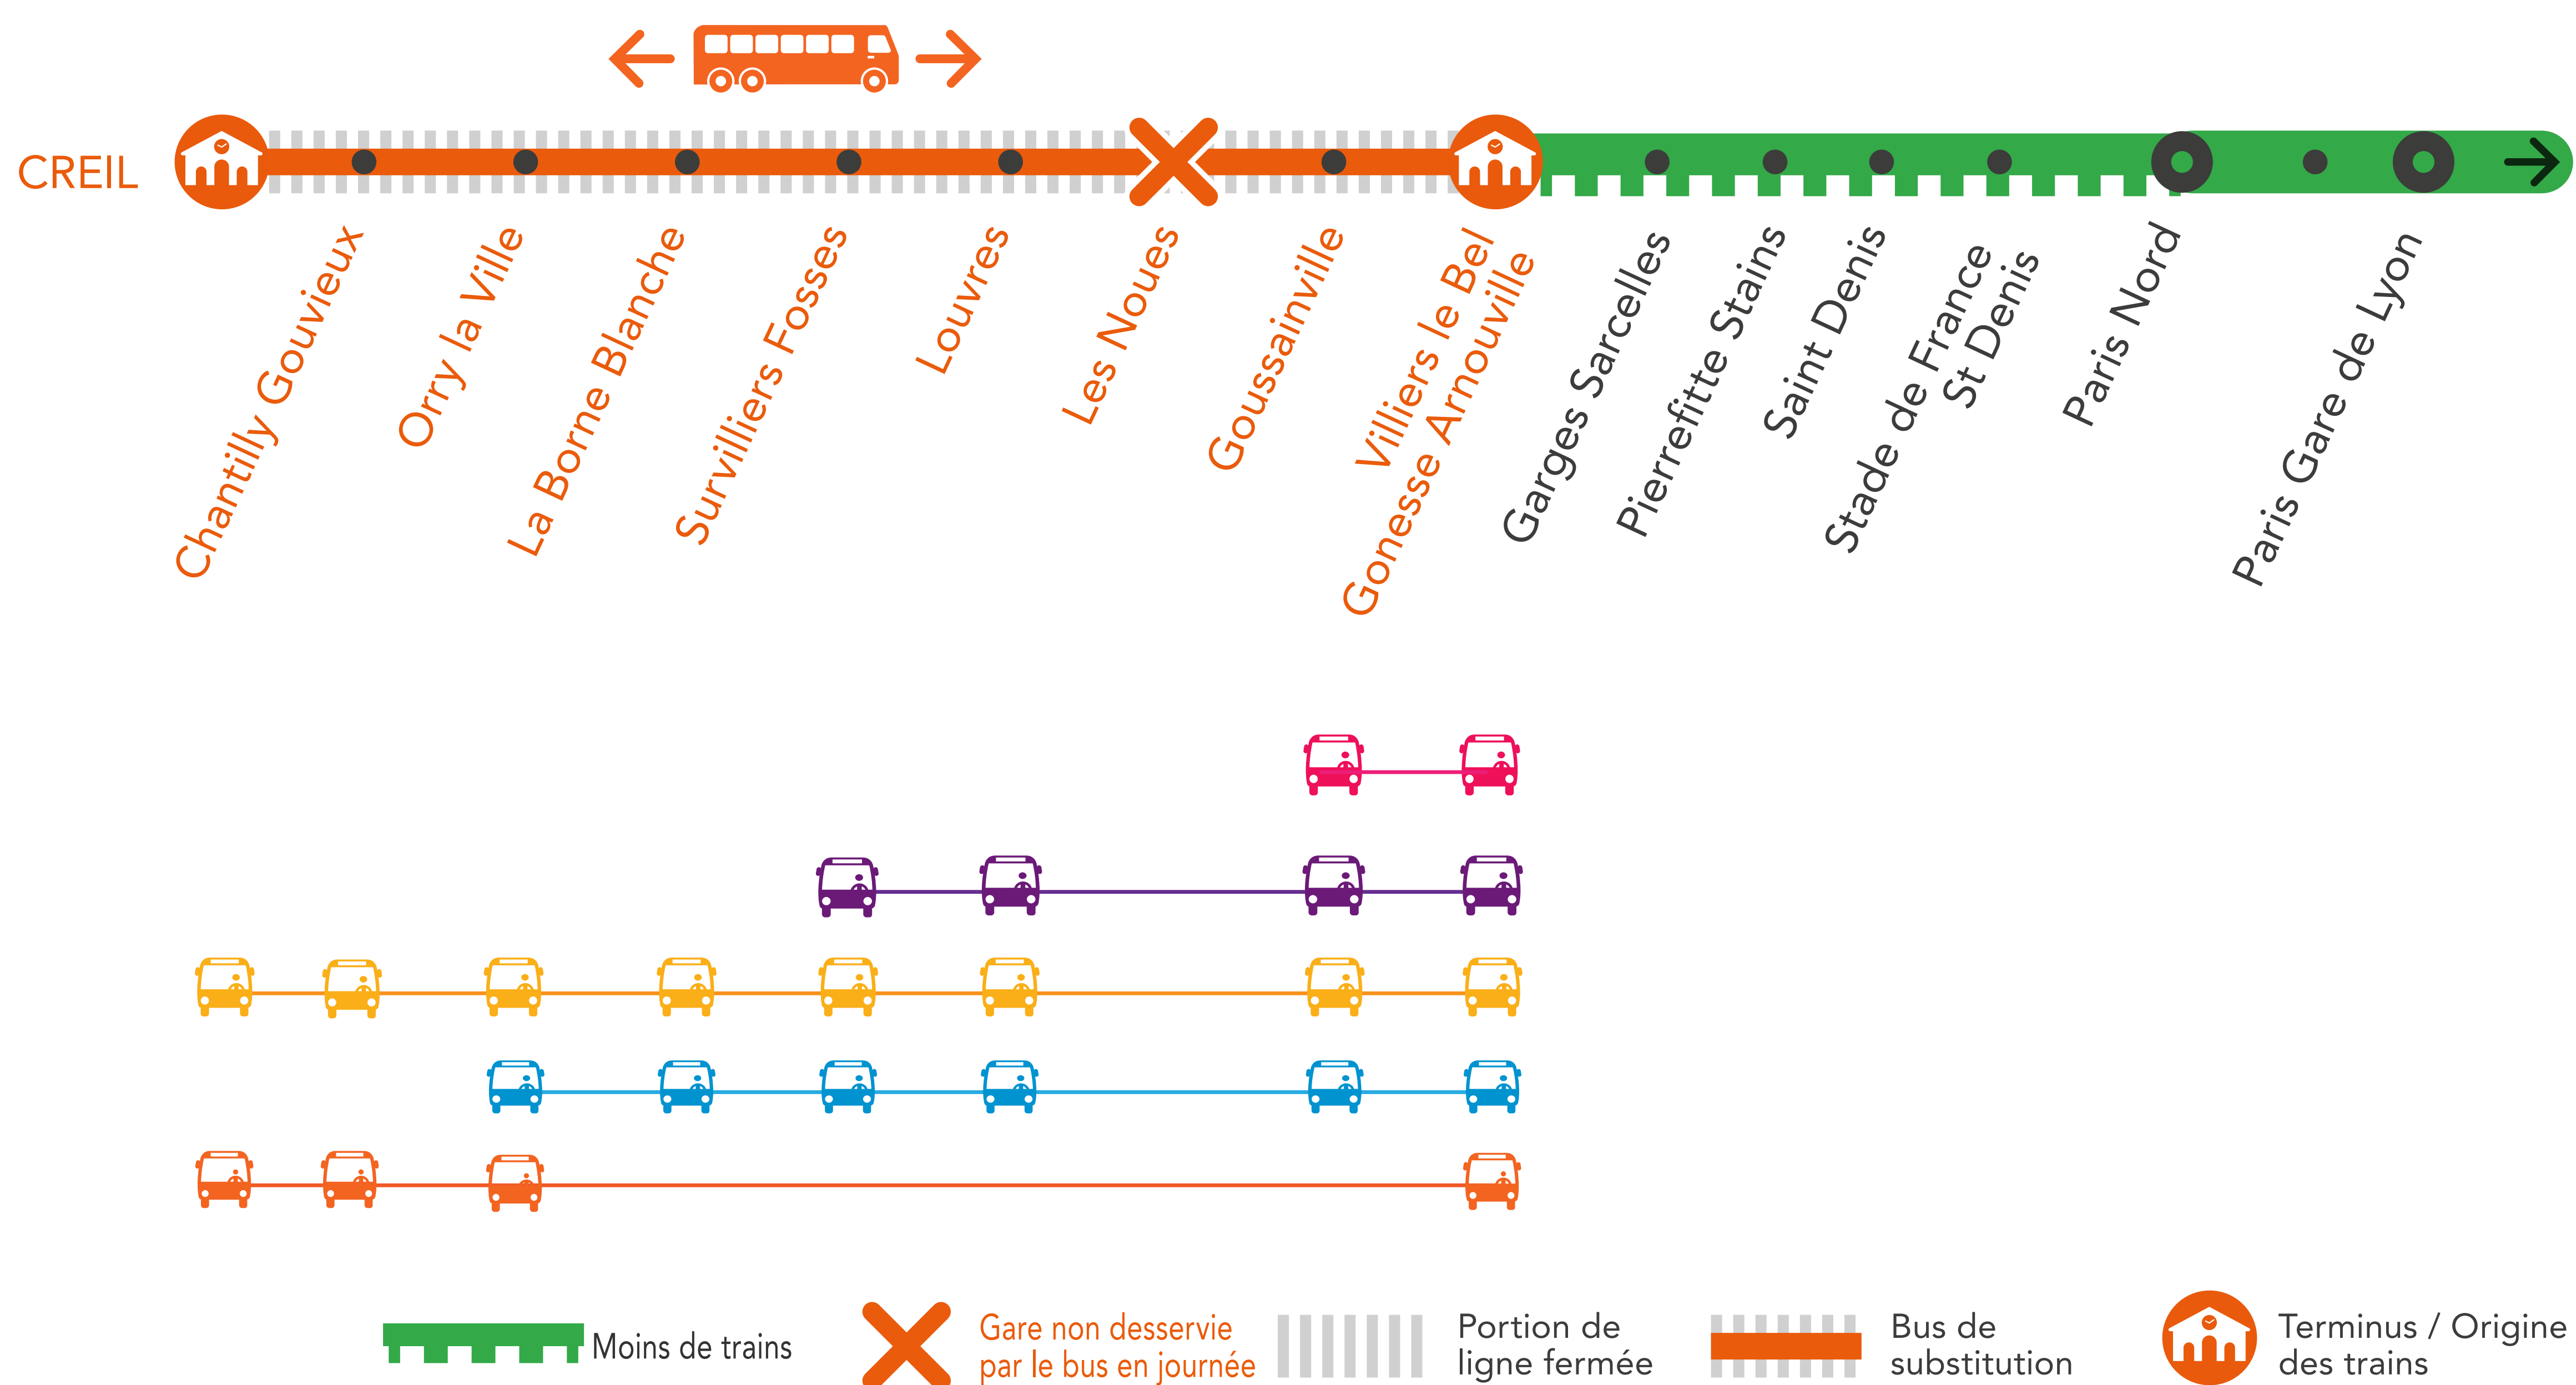 CREIL
Chantilly Gouvieux
Orry la Ville
La Borne Blanche
Survilliers Fosses
Louvres
Les Noues
Goussainville
Villiers le Bel
Gonesse Arnouville
Garges Sarcelles
Pierrefitte Stains
Saint Denis
Stade de France
St Denis
Paris Nord
Paris Gare de Lyon
Moins de trains
Gare non desservie
par le bus en journée
Portion de
ligne fermée
Bus de
substitution
Terminus / Origine
des trains